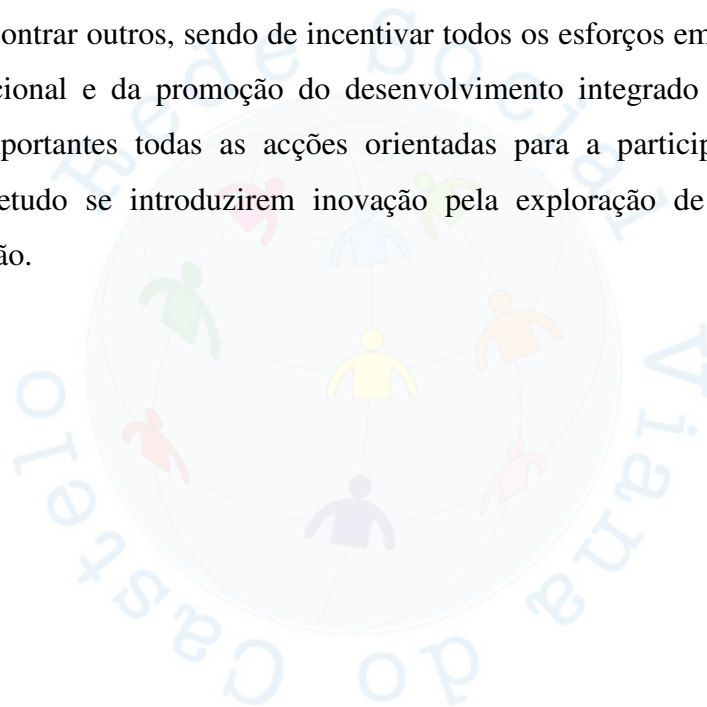 ontrar outros, sendo de incentivar todos os esforços em
cional e da promoção do desenvolvimento integrado
portantes todas as acções orientadas para a particip
etudo se introduzirem inovação pela exploração de
ão.
Rede Social
Viana do Castelo